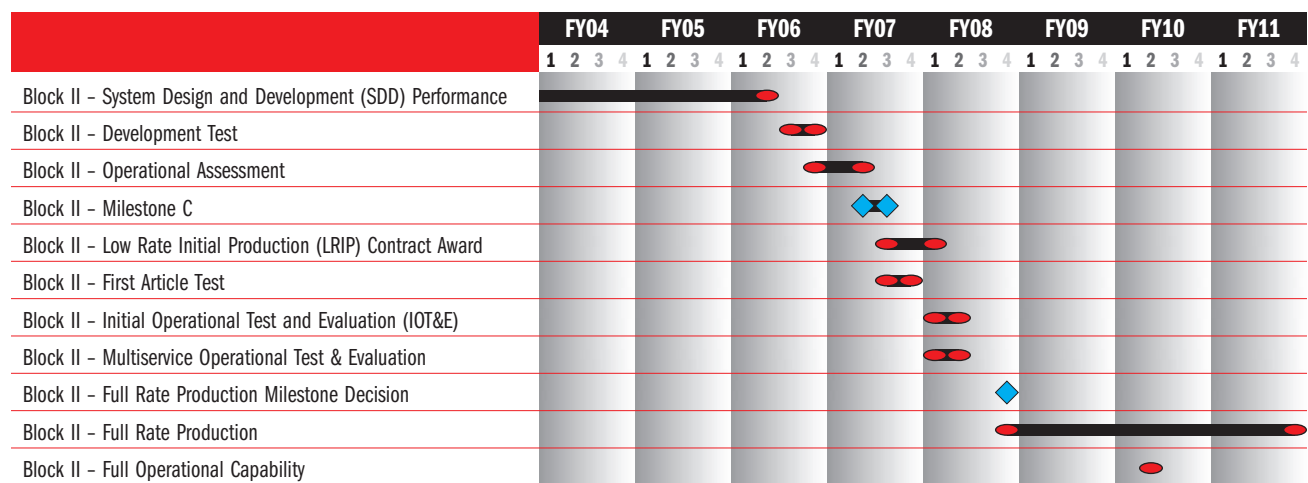 FY04 FY05 FY06 FY07 FY08 FY09 FY10 FY11
1 2 3 4 1 2 3 4 1 2 3 4 1 2 3 4 1 2 3 4 1 2 3 4 1 2 3 4 1 2 3 4
Block II – System Design and Development (SDD) Performance
Block II – Development Test
Block II – Operational Assessment
Block II – Milestone C
Block II – Low Rate Initial Production (LRIP) Contract Award
Block II – First Article Test
Block II – Initial Operational Test and Evaluation (IOT&E)
Block II – Multiservice Operational Test & Evaluation
Block II – Full Rate Production Milestone Decision
Block II – Full Rate Production
Block II – Full Operational Capability